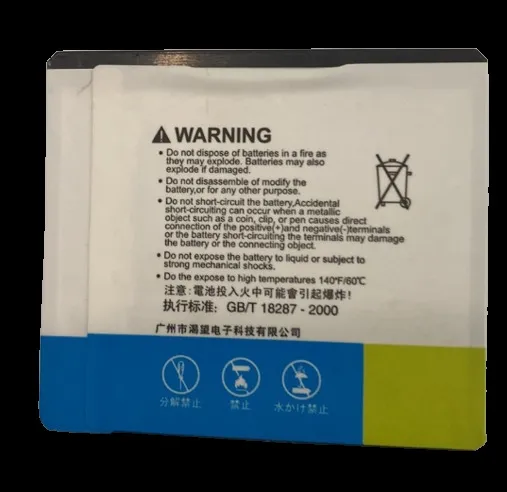 WARNING
• Do not dispose of batteries in a fire as
they may explode. Batteries may also
explode if damaged.
• Do not disassemble of modify the
battery,or for any other purpose.
• Do not short-circuit the battery,Accidental
short-circuiting can occur when a metallic
object such as a coin, clip, or pen causes direct
connection of the positive(+)and negative(-)terminals
or the battery short-circuiting the terminals may damage
the battery or the connecting object.
• Do not expose the battery to liquid or subject to
strong mechanical shocks.
• Do the expose to high temperatures 140°F/60℃
注意:電池投入火中可能會引起爆炸!
执行标准: GB/T 18287 - 2000
广州市渴望电子科技有限公司
分解禁止 禁止 水かけ禁止